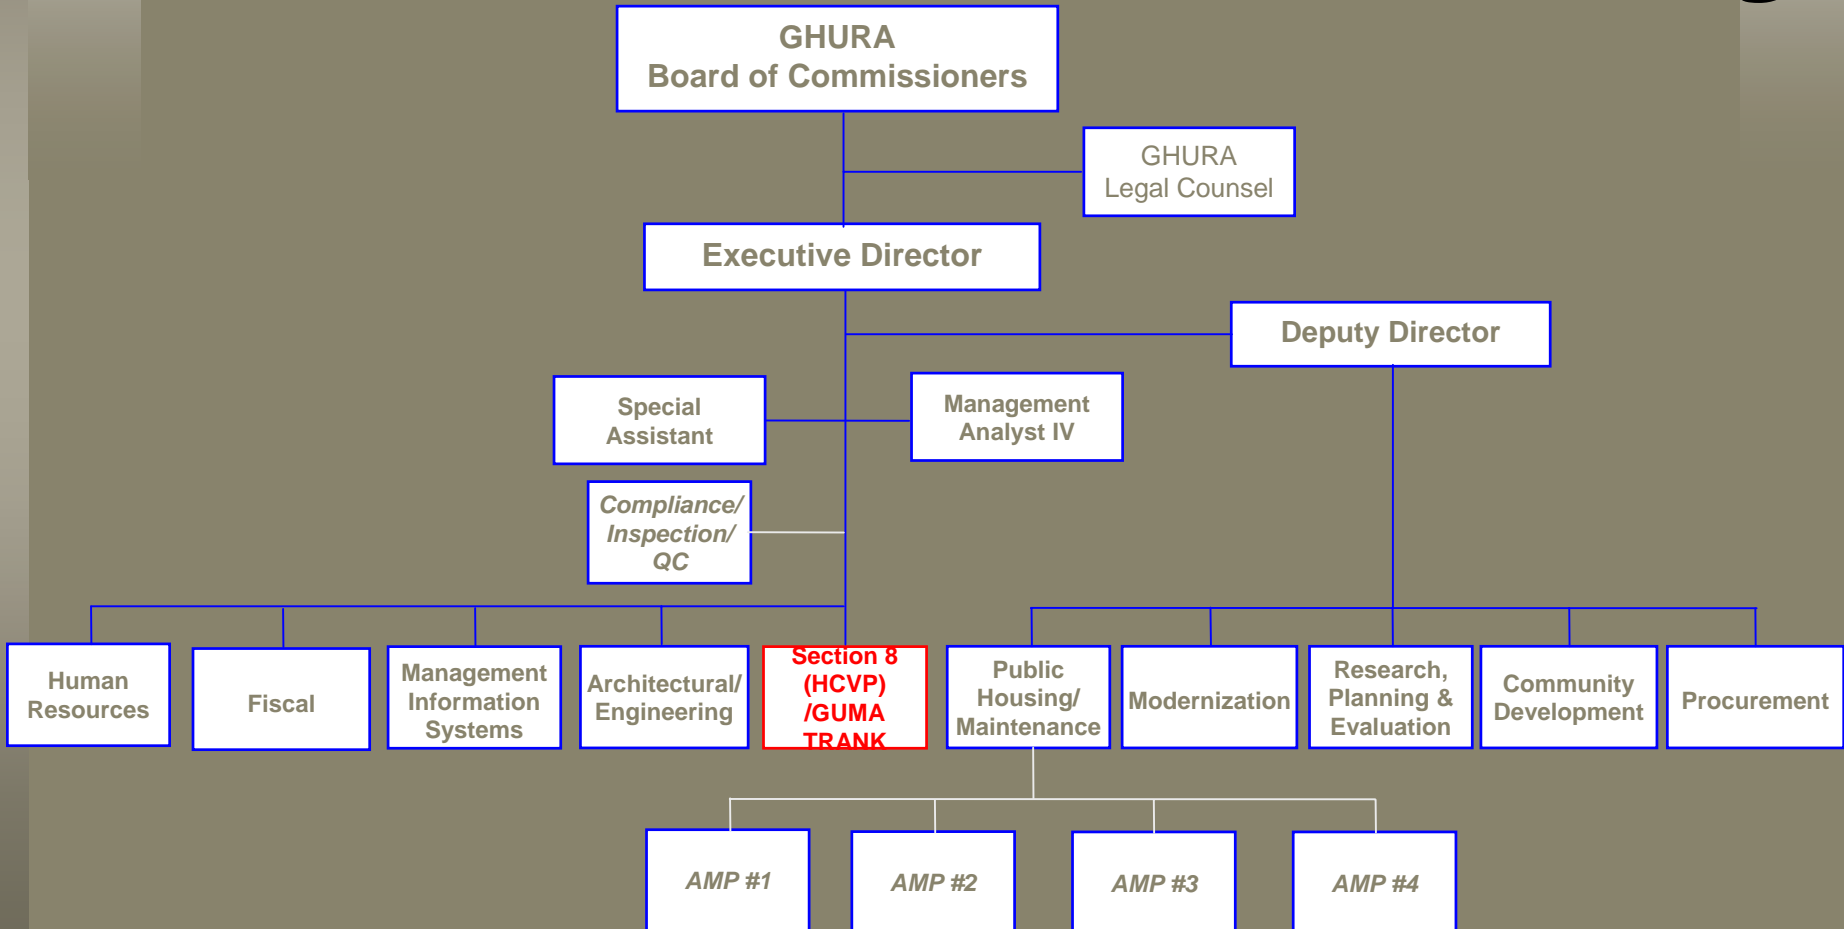 GHURA
Board of Commissioners
GHURA
Legal Counsel
Executive Director
Deputy Director
Special
Assistant
Management
Analyst IV
Compliance/
Inspection/
QC
Human
Resources
Fiscal
Management
Information
Systems
Architectural/
Engineering
Section 8
(HCVP)
/GUMA
TRANK
Public
Housing/
Maintenance
Modernization
Research,
Planning &
Evaluation
Community
Development
Procurement
AMP #1
AMP #2
AMP #3
AMP #4